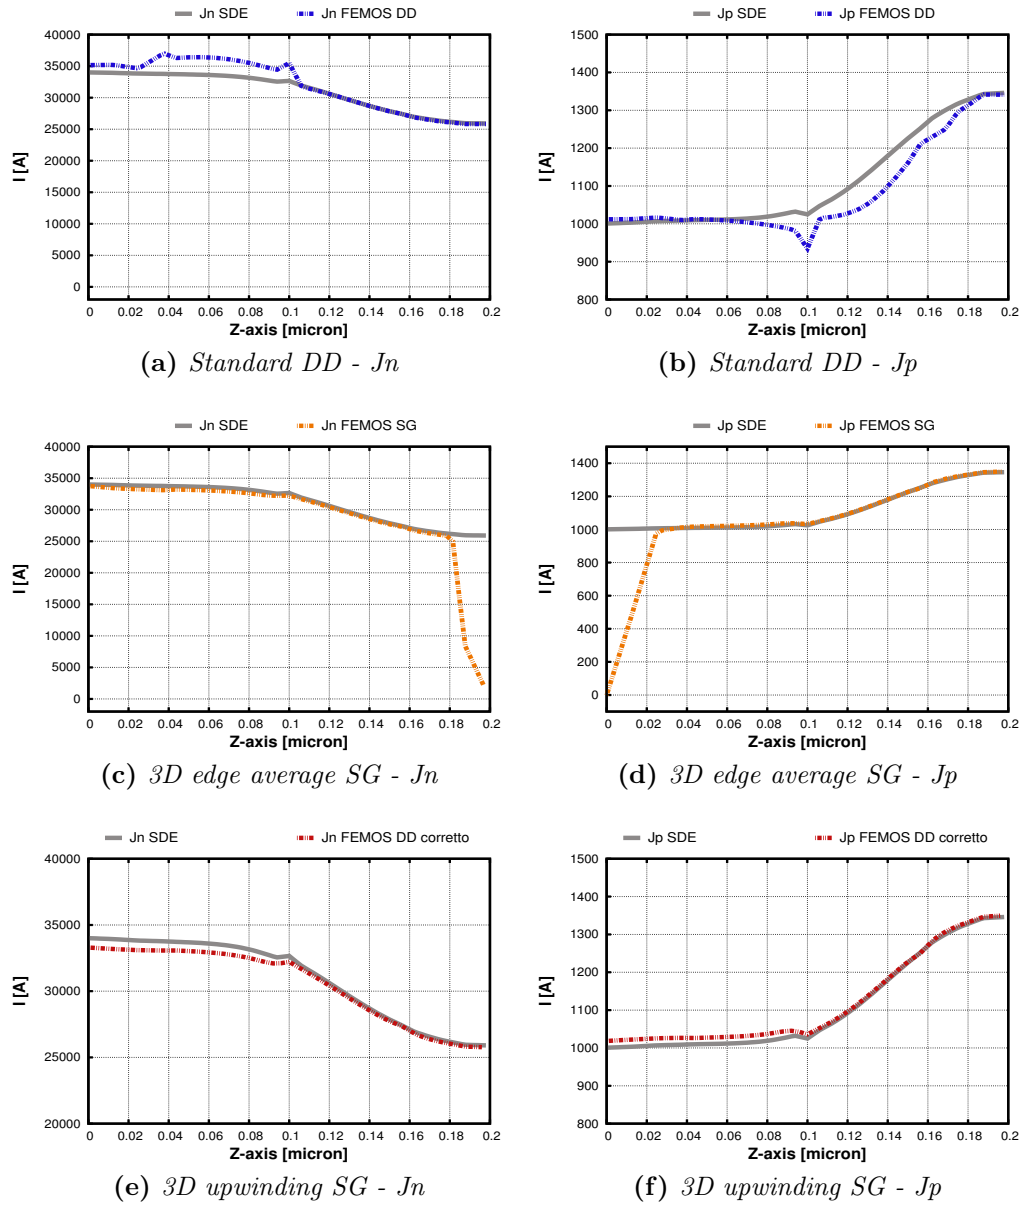 Jn SDE Jn FEMOS DD
40000
35000
30000
25000
20000
15000
10000
5000
0
I [A]
0 0.02 0.04 0.06 0.08 0.1 0.12 0.14 0.16 0.18 0.2
Z-axis [micron]
(a) Standard DD - Jn
Jp SDE Jp FEMOS DD
1500
1400
1300
1200
1100
1000
900
800
I [A]
0 0.02 0.04 0.06 0.08 0.1 0.12 0.14 0.16 0.18 0.2
Z-axis [micron]
(b) Standard DD - Jp
Jn SDE Jn FEMOS SG
40000
35000
30000
25000
20000
15000
10000
5000
0
I [A]
0 0.02 0.04 0.06 0.08 0.1 0.12 0.14 0.16 0.18 0.2
Z-axis [micron]
(c) 3D edge average SG - Jn
Jp SDE Jp FEMOS SG
1400
1200
1000
800
600
400
200
0
I [A]
0 0.02 0.04 0.06 0.08 0.1 0.12 0.14 0.16 0.18 0.2
Z-axis [micron]
(d) 3D edge average SG - Jp
Jn SDE Jn FEMOS DD corretto
40000
35000
30000
25000
20000
I [A]
0 0.02 0.04 0.06 0.08 0.1 0.12 0.14 0.16 0.18 0.2
Z-axis [micron]
(e) 3D upwinding SG - Jn
Jp SDE Jp FEMOS DD corretto
1500
1400
1300
1200
1100
1000
900
800
I [A]
0 0.02 0.04 0.06 0.08 0.1 0.12 0.14 0.16 0.18 0.2
Z-axis [micron]
(f) 3D upwinding SG - Jp